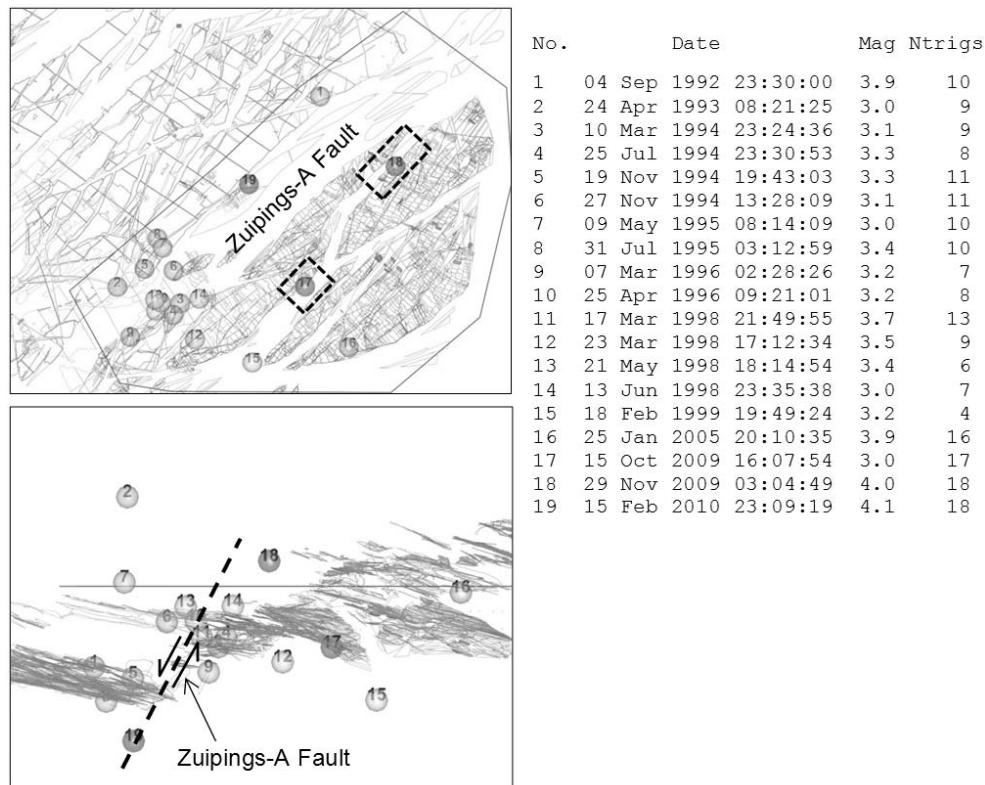 1
Zuipings-A Fault
18
19
8
5
6
2
17
13
3
14
4
9
12
15
16
2
18
7
16
13
14
6
11
4
17
1
12
5
9
15
19
Zuipings-A Fault
No. Date Mag Ntrigs
1 04 Sep 1992 23:30:00 3.9 10
2 24 Apr 1993 08:21:25 3.0 9
3 10 Mar 1994 23:24:36 3.1 9
4 25 Jul 1994 23:30:53 3.3 8
5 19 Nov 1994 19:43:03 3.3 11
6 27 Nov 1994 13:28:09 3.1 11
7 09 May 1995 08:14:09 3.0 10
8 31 Jul 1995 03:12:59 3.4 10
9 07 Mar 1996 02:28:26 3.2 7
10 25 Apr 1996 09:21:01 3.2 8
11 17 Mar 1998 21:49:55 3.7 13
12 23 Mar 1998 17:12:34 3.5 9
13 21 May 1998 18:14:54 3.4 6
14 13 Jun 1998 23:35:38 3.0 7
15 18 Feb 1999 19:49:24 3.2 4
16 25 Jan 2005 20:10:35 3.9 16
17 15 Oct 2009 16:07:54 3.0 17
18 29 Nov 2009 03:04:49 4.0 18
19 15 Feb 2010 23:09:19 4.1 18